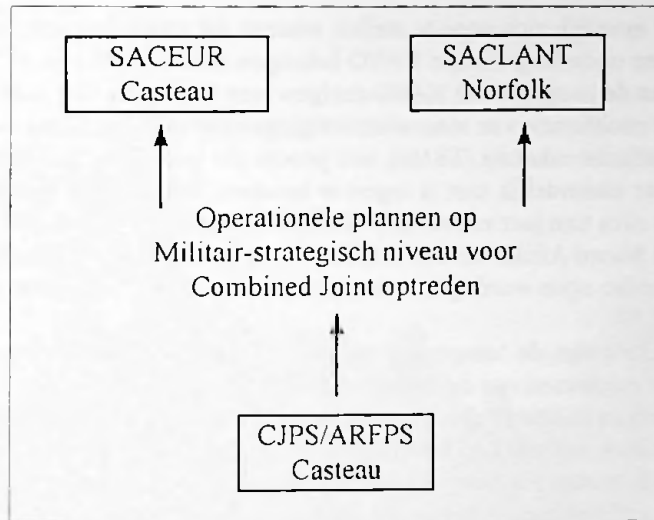 SACEUR
Casteau
SACLANT
Norfolk
Operationele plannen op
Militair-strategisch niveau voor
Combined Joint optreden
CJPS/ARFPS
Casteau